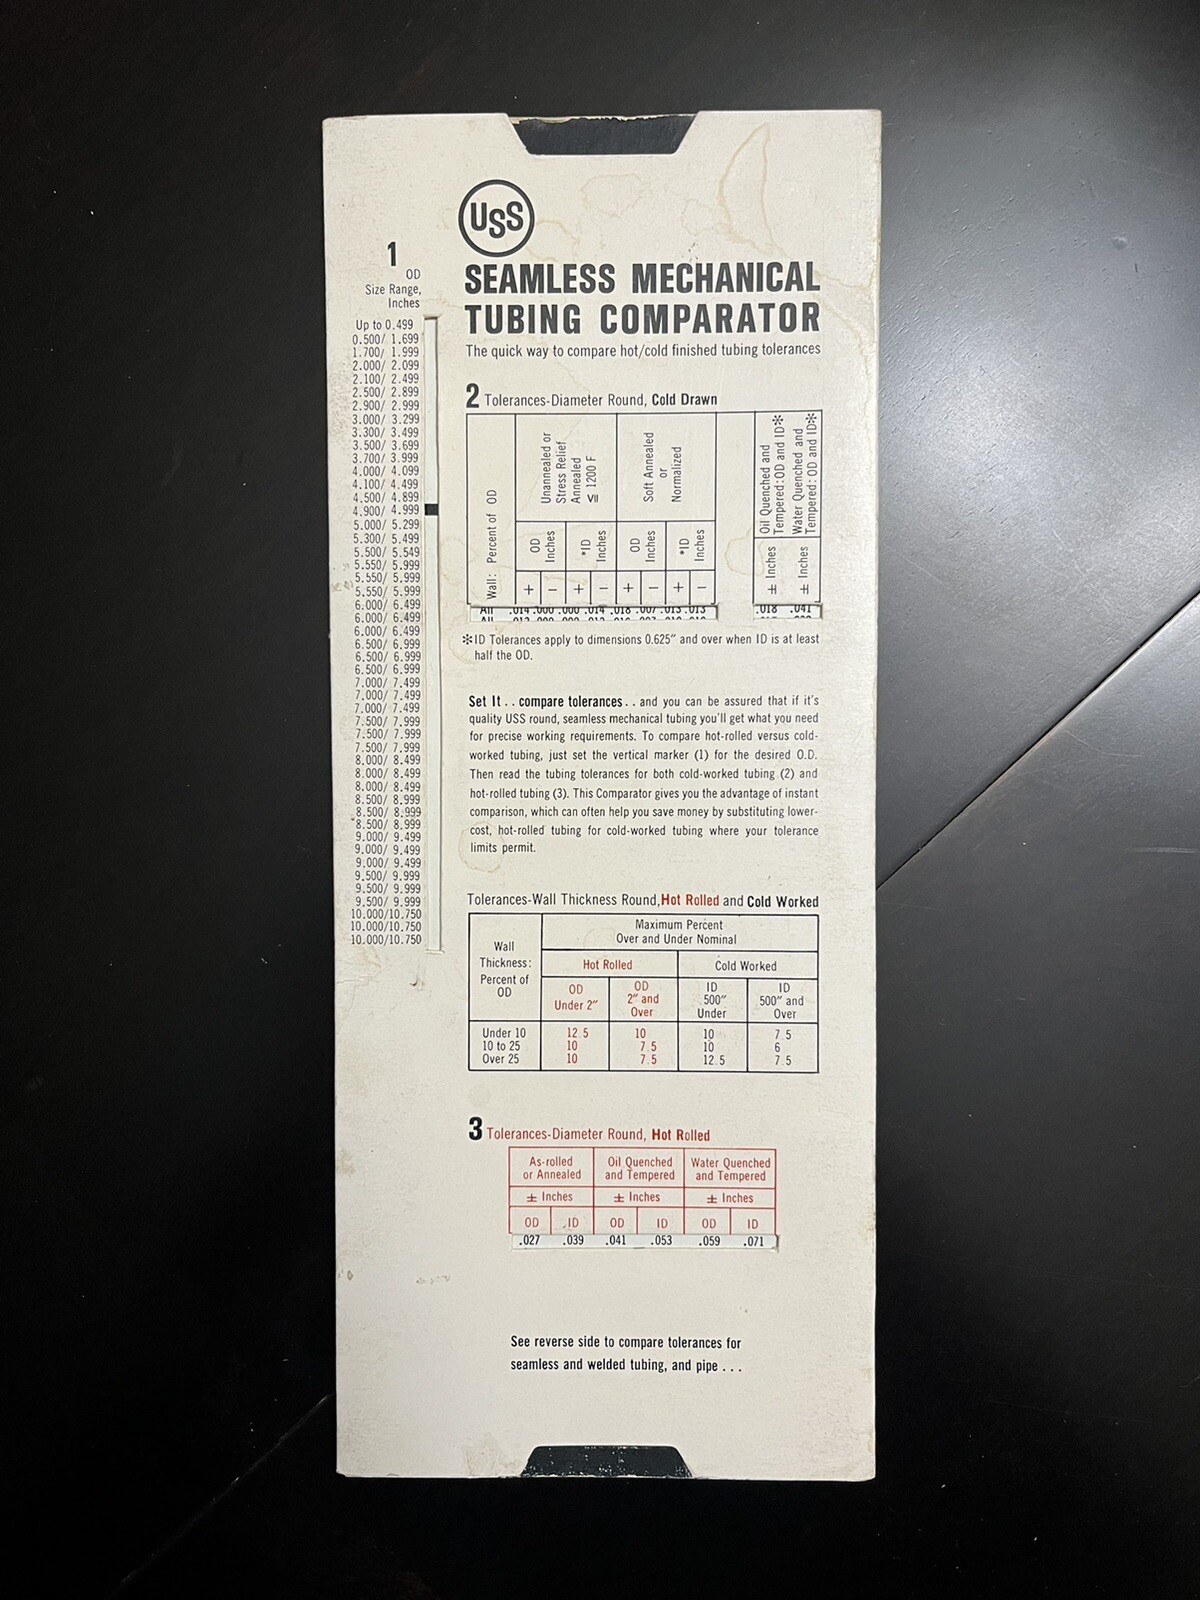 USS
SEAMLESS MECHANICAL
TUBING COMPARATOR
The quick way to compare hot/cold finished tubing tolerances
1
OD
Size Range,
Inches
Up to 0.499
0.500/ 1.699
1.700/ 1.999
2.000/ 2.099
2.100/ 2.499
2.500/ 2.899
2.900/ 2.999
3.000/ 3.299
3.300/ 3.499
3.500/ 3.699
3.700/ 3.999
4.000/ 4.099
4.100/ 4.499
4.500/ 4.899
4.900/ 4.999
5.000/ 5.299
5.300/ 5.499
5.500/ 5.549
5.550/ 5.999
5.550/ 5.999
5.550/ 5.999
6.000/ 6.499
6.000/ 6.499
6.000/ 6.499
6.500/ 6.999
6.500/ 6.999
6.500/ 6.999
7.000/ 7.499
7.000/ 7.499
7.000/ 7.499
7.500/ 7.999
7.500/ 7.999
7.500/ 7.999
8.000/ 8.499
8.000/ 8.499
8.000/ 8.499
8.500/ 8.999
8.500/ 8.999
8.500/ 8.999
9.000/ 9.499
9.000/ 9.499
9.000/ 9.499
9.500/ 9.999
9.500/ 9.999
9.500/ 9.999
10.000/10.750
10.000/10.750
10.000/10.750
2 Tolerances-Diameter Round, Cold Drawn
Wall: Percent of OD
Unannealed or
Stress Relief
Annealed
≦ 1200 F
Soft Annealed
or
Normalized
Oil Quenched and
Tempered: OD and ID*
Water Quenched and
Tempered: OD and ID*
OD
Inches
*ID
Inches
OD
Inches
*ID
Inches
± Inches
± Inches
+ − + − + − + −
All .014 .000 .000 .014 .018 .007 .013 .013 .018 .041
*ID Tolerances apply to dimensions 0.625" and over when ID is at least
half the OD.
Set It . . compare tolerances . . and you can be assured that if it's
quality USS round, seamless mechanical tubing you'll get what you need
for precise working requirements. To compare hot-rolled versus cold-
worked tubing, just set the vertical marker (1) for the desired O.D.
Then read the tubing tolerances for both cold-worked tubing (2) and
hot-rolled tubing (3). This Comparator gives you the advantage of instant
comparison, which can often help you save money by substituting lower-
cost, hot-rolled tubing for cold-worked tubing where your tolerance
limits permit.
Tolerances-Wall Thickness Round, Hot Rolled and Cold Worked
Wall
Thickness:
Percent of
OD
Maximum Percent
Over and Under Nominal
Hot Rolled Cold Worked
OD
Under 2"
OD
2" and
Over
ID
500"
Under
ID
500" and
Over
Under 10 12.5 10 10 7.5
10 to 25 10 7.5 10 6
Over 25 10 7.5 12.5 7.5
3 Tolerances-Diameter Round, Hot Rolled
As-rolled
or Annealed
Oil Quenched
and Tempered
Water Quenched
and Tempered
± Inches ± Inches ± Inches
OD ID OD ID OD ID
.027 .039 .041 .053 .059 .071
See reverse side to compare tolerances for
seamless and welded tubing, and pipe . . .